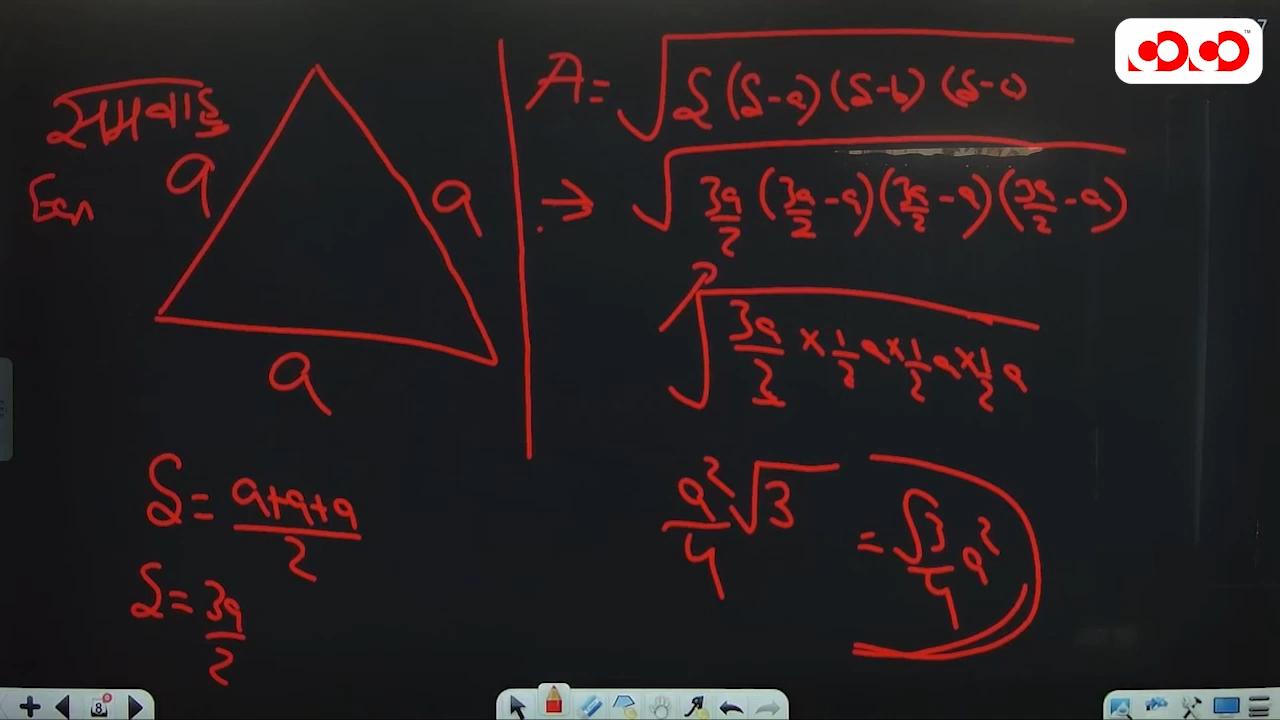 समबाहु
a
a
a
S = a+a+a/2
S = 3a/2
A = √S(S-a)(S-b)(S-c)
→ √3a/2(3a/2-a)(3a/2-a)(3a/2-a)
√3a/2 × 1/2 a × 1/2 a × 1/2 a
a²/4 √3 = √3/4 a²
8